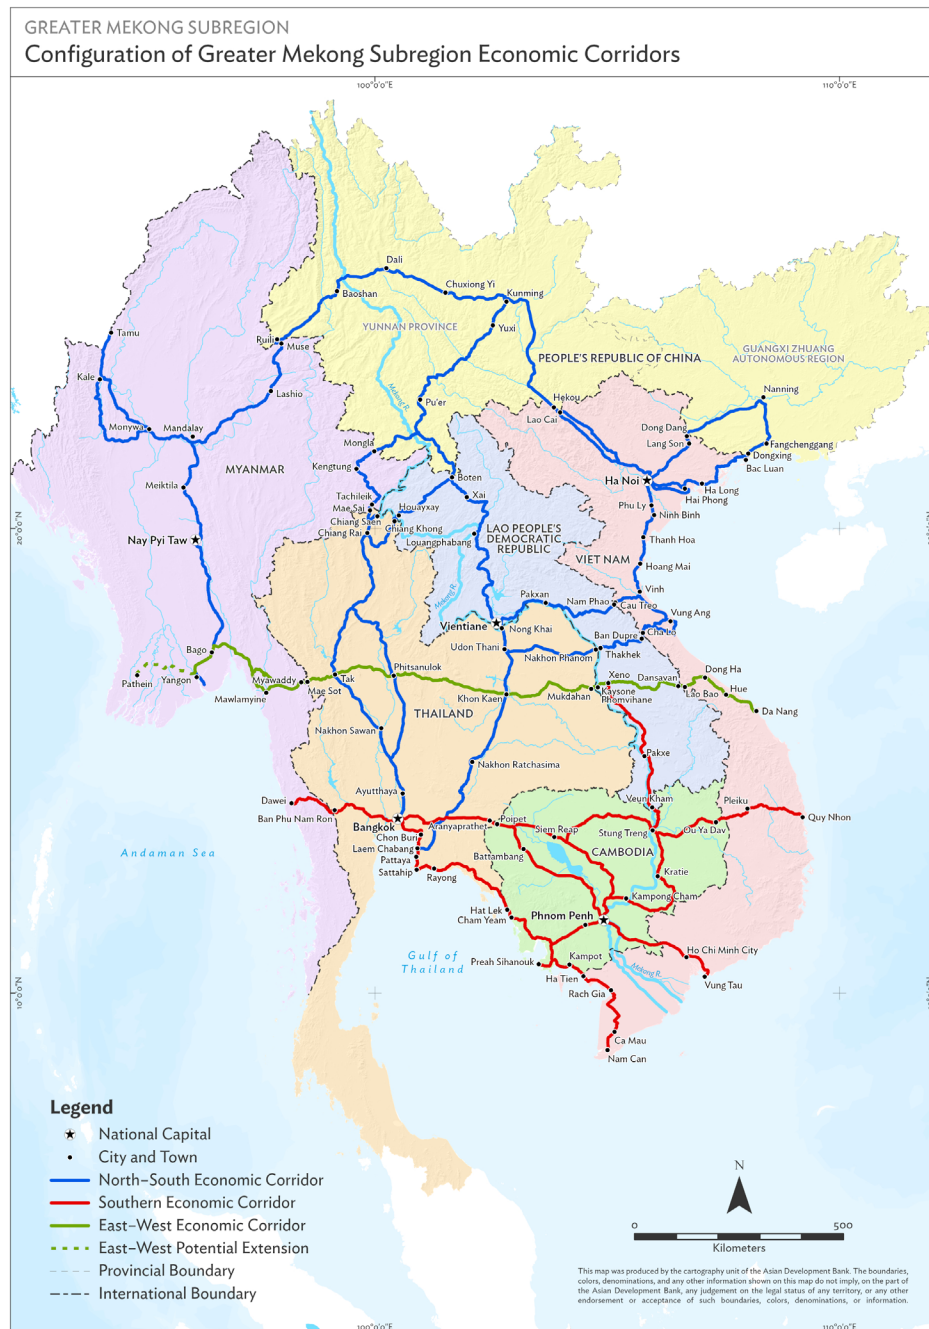 GREATER MEKONG SUBREGION
Configuration of Greater Mekong Subregion Economic Corridors
100°0'0"E
110°0'0"E
Dali
Baoshan
Chuxiong Yi
Kunming
YUNNAN PROVINCE
Yuxi
Tamu
Ruili
Muse
PEOPLE'S REPUBLIC OF CHINA
GUANGXI ZHUANG
AUTONOMOUS REGION
Kale
Lashio
Mekong R.
Pu'er
Hekou
Lao Cai
Nanning
Monywa
Mandalay
Dong Dang
Lang Son
Mongla
Fangchenggang
Dongxing
Bac Luan
MYANMAR
Kengtung
Boten
Ha Noi
Meiktila
Ha Long
Hai Phong
Tachileik
Xai
Mae Sai
Houayxay
Phu Ly
Ninh Binh
Chiang Saen
Chiang Khong
Chiang Rai
20°0'0"N
LAO PEOPLE'S
DEMOCRATIC
REPUBLIC
Nay Pyi Taw
Louangphabang
Thanh Hoa
VIET NAM
Hoang Mai
Mekong R.
Pakxan
Nam Phao
Vinh
Cau Treo
Vung Ang
Vientiane
Nong Khai
Ban Dupre
Cha Lo
Bago
Udon Thani
Nakhon Phanom
Thakhek
Pathein
Yangon
Myawaddy
Mae Sot
Tak
Phitsanulok
Xeno
Dansavan
Dong Ha
Mawlamyine
Khon Kaen
Mukdahan
Kaysone
Phomvihane
Lao Bao
Hue
Da Nang
THAILAND
Nakhon Sawan
Pakxe
Nakhon Ratchasima
Ayutthaya
Dawei
Veun Kham
Pleiku
Ban Phu Nam Ron
Bangkok
Aranyaprathet
Poipet
Siem Reap
Stung Treng
Ou Ya Dav
Quy Nhon
Chon Buri
Laem Chabang
Pattaya
Sattahip
Rayong
Battambang
CAMBODIA
Andaman Sea
Kratie
Kampong Cham
Hat Lek
Cham Yeam
Phnom Penh
Gulf of
Thailand
Preah Sihanouk
Kampot
Ho Chi Minh City
Mekong R.
Vung Tau
Ha Tien
Rach Gia
10°0'0"N
Ca Mau
Nam Can
Legend
National Capital
City and Town
North–South Economic Corridor
Southern Economic Corridor
East–West Economic Corridor
East–West Potential Extension
Provincial Boundary
International Boundary
N
0 500
Kilometers
This map was produced by the cartography unit of the Asian Development Bank. The boundaries,
colors, denominations, and any other information shown on this map do not imply, on the part of
the Asian Development Bank, any judgement on the legal status of any territory, or any other
endorsement or acceptance of such boundaries, colors, denominations, or information.
100°0'0"E
110°0'0"E